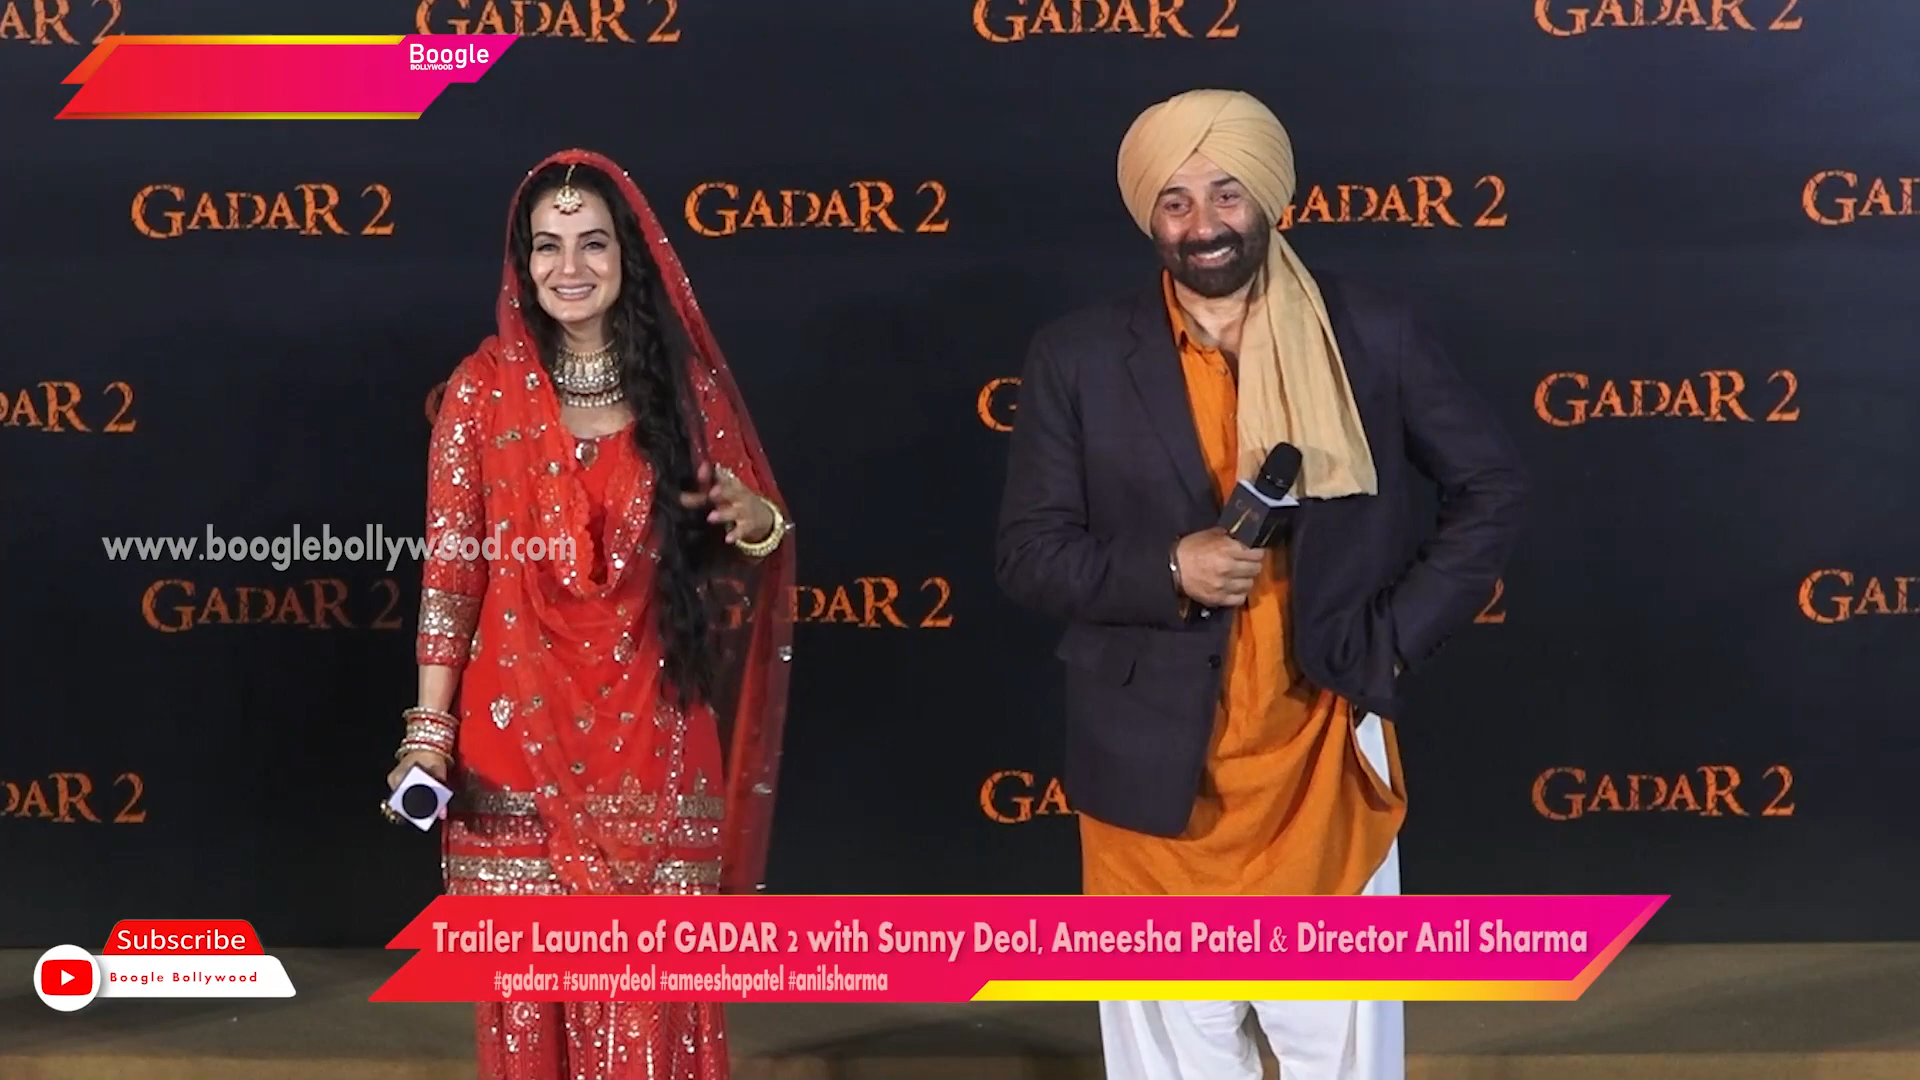 GADAR 2
GADAR 2
GADAR 2
Boogle
BOLLYWOOD
GADAR 2
GADAR 2
GADAR 2
www.booglebollywood.com
GADAR 2
GADAR 2
Subscribe
Boogle Bollywood
Trailer Launch of GADAR 2 with Sunny Deol, Ameesha Patel & Director Anil Sharma
#gadar2 #sunnydeol #ameeshapatel #anilsharma